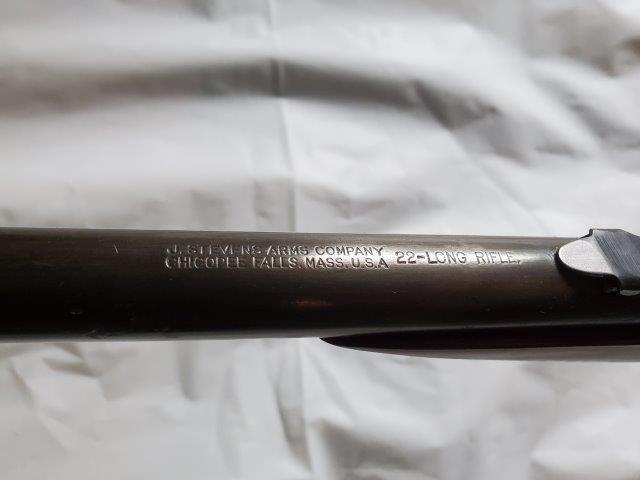 J. STEVENS ARMS COMPANY
CHICOPEE FALLS, MASS. U.S.A
22-LONG RIFLE,